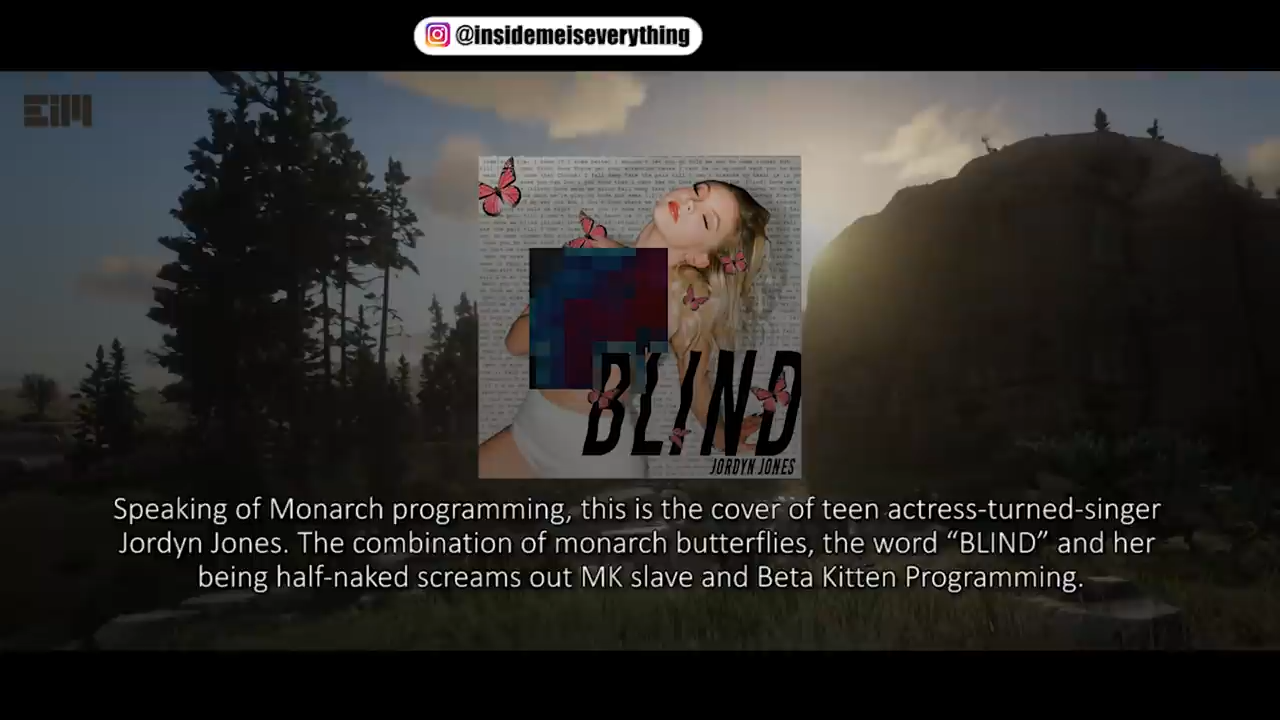 @insidemeiseverything
EiM
BLIND
JORDYN JONES
Speaking of Monarch programming, this is the cover of teen actress-turned-singer
Jordyn Jones. The combination of monarch butterflies, the word “BLIND” and her
being half-naked screams out MK slave and Beta Kitten Programming.